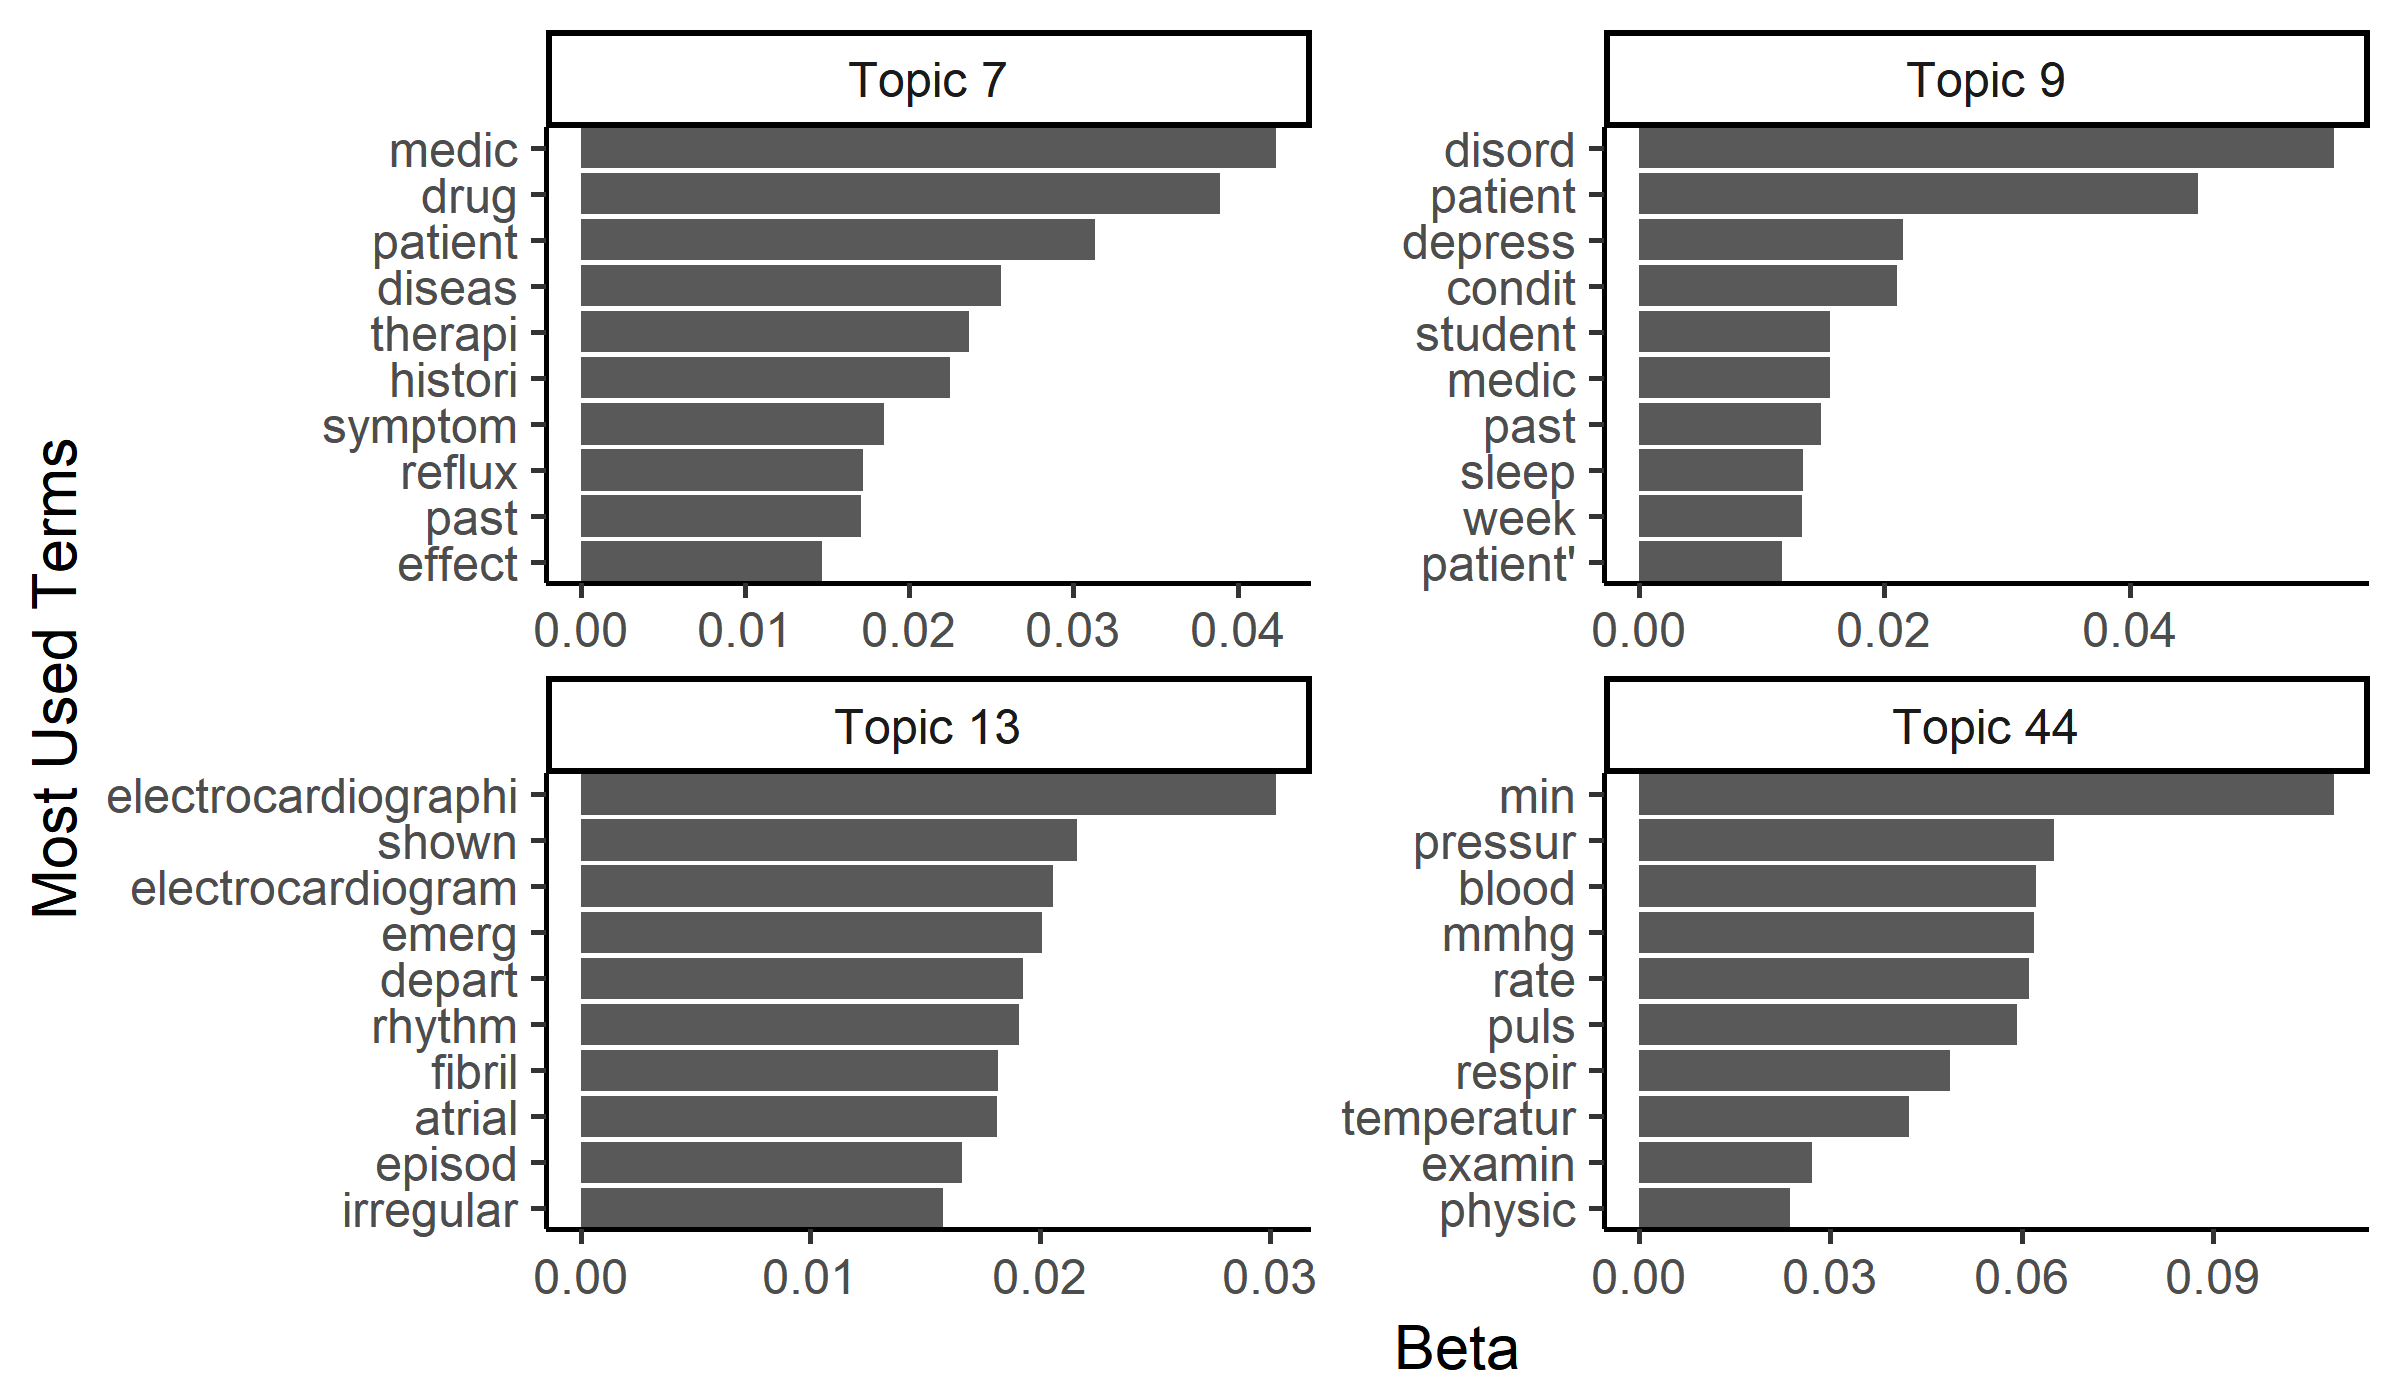 Most Used Terms
Topic 7
medic
drug
patient
diseas
therapi
histori
symptom
reflux
past
effect
0.00 0.01 0.02 0.03 0.04
Topic 9
disord
patient
depress
condit
student
medic
past
sleep
week
patient'
0.00 0.02 0.04
Topic 13
electrocardiographi
shown
electrocardiogram
emerg
depart
rhythm
fibril
atrial
episod
irregular
0.00 0.01 0.02 0.03
Topic 44
min
pressur
blood
mmhg
rate
puls
respir
temperatur
examin
physic
0.00 0.03 0.06 0.09
Beta